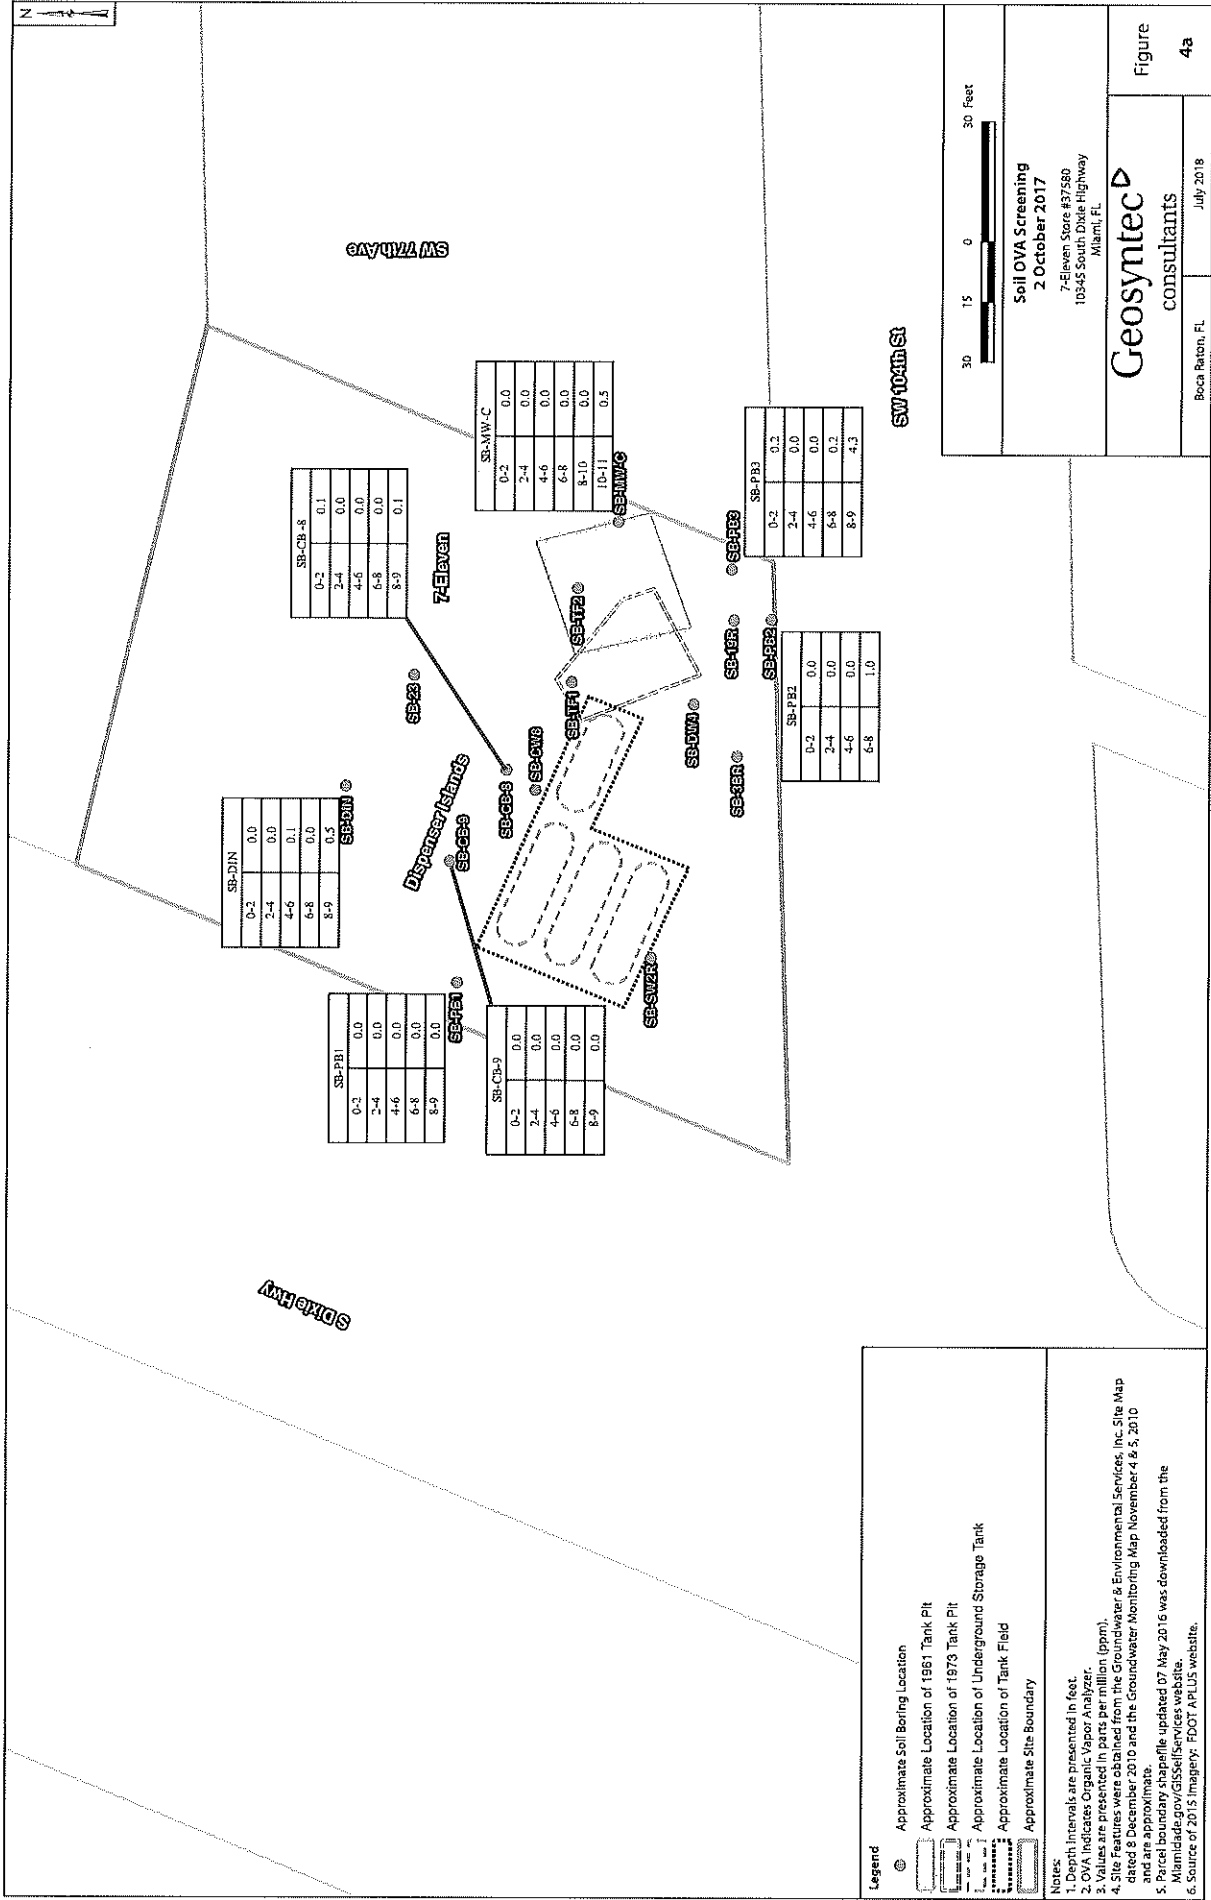 N
S Dixie Hwy
SW 77th Ave
SW 104th St
7-Eleven
Dispenser Islands
SB-DIN
0-2 0.0
2-4 0.0
4-6 0.1
6-8 0.0
8-9 0.5
SB-CB-8
0-2 0.1
2-4 0.0
4-6 0.0
6-8 0.0
8-9 0.1
SB-PB1
0-2 0.0
2-4 0.0
4-6 0.0
6-8 0.0
8-9 0.0
SB-MW-C
0-2 0.0
2-4 0.0
4-6 0.0
6-8 0.0
8-10 0.0
10-11 0.5
SB-CB-9
0-2 0.0
2-4 0.0
4-6 0.0
6-8 0.0
8-9 0.0
SB-PB3
0-2 0.2
2-4 0.0
4-6 0.0
6-8 0.2
8-9 4.3
SB-PB2
0-2 0.0
2-4 0.0
4-6 0.0
6-8 1.0
SB-DIN
SB-23
SB-PB1
SB-CB-9
SB-CB-8
SB-CW8
SB-TF1
SB-TF2
SB-MW-C
SB-SW2R
SB-DW4
SB-3BR
SB-19R
SB-PB3
SB-PB2
Legend
Approximate Soil Boring Location
Approximate Location of 1961 Tank Pit
Approximate Location of 1973 Tank Pit
Approximate Location of Underground Storage Tank
Approximate Location of Tank Field
Approximate Site Boundary
Notes:
1. Depth intervals are presented in feet.
2. OVA indicates Organic Vapor Analyzer.
3. Values are presented in parts per million (ppm).
4. Site Features were obtained from the Groundwater & Environmental Services, Inc. Site Map
dated 8 December 2010 and the Groundwater Monitoring Map November 4 & 5, 2010
and are approximate.
5. Parcel boundary shapefile updated 07 May 2016 was downloaded from the
Miamidade.gov/GISSelfServices website.
6. Source of 2015 Imagery: FDOT APLUS website.
30 15 0 30 Feet
Soil OVA Screening
2 October 2017
7-Eleven Store #37580
10345 South Dixie Highway
Miami, FL
Geosyntec
consultants
Boca Raton, FL
July 2018
Figure
4a